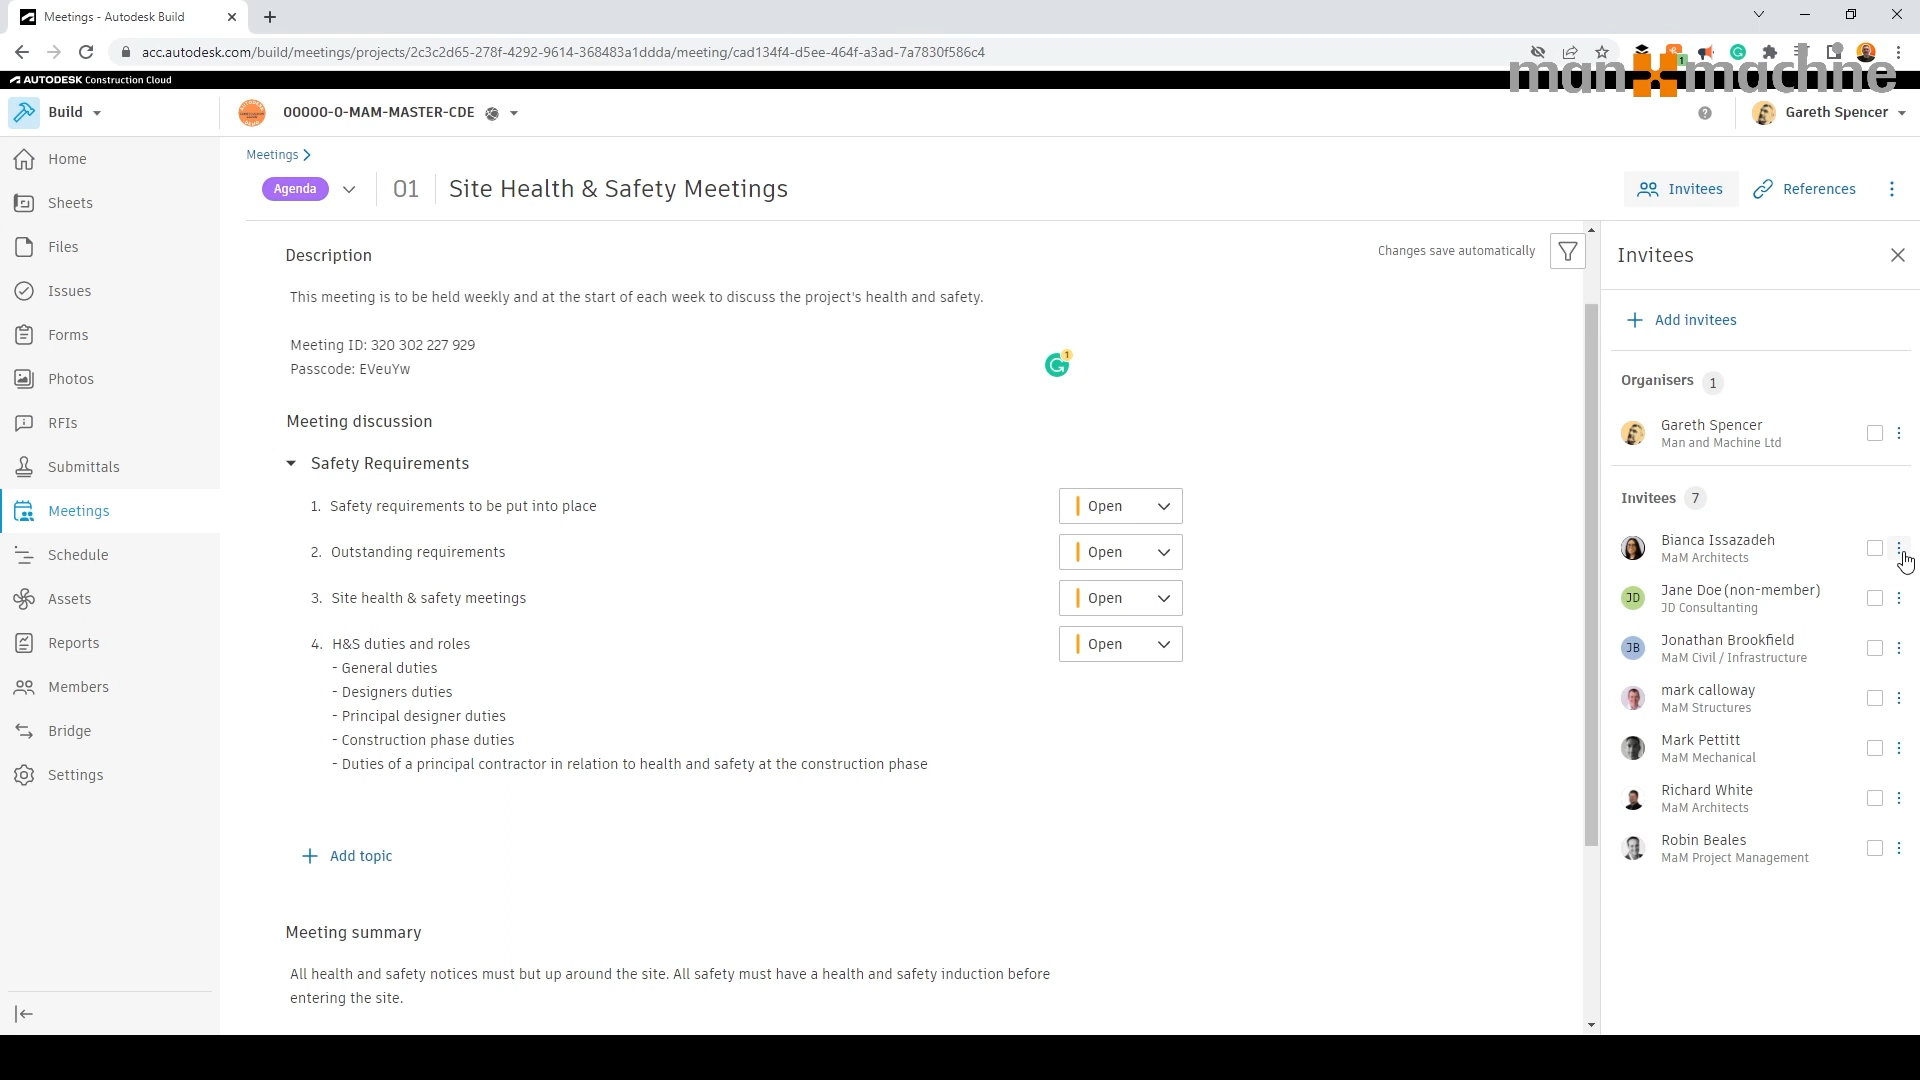 Meetings - Autodesk Build
acc.autodesk.com/build/meetings/projects/2c3c2d65-278f-4292-9614-368483a1ddda/meeting/cad134f4-d5ee-464f-a3ad-7a7830f586c4
AUTODESK Construction Cloud
man machine
Build
00000-0-MAM-MASTER-CDE
Gareth Spencer
Home
Sheets
Files
Issues
Forms
Photos
RFIs
Submittals
Meetings
Schedule
Assets
Reports
Members
Bridge
Settings
Meetings
Agenda
01
Site Health & Safety Meetings
Invitees
References
Description
Changes save automatically
This meeting is to be held weekly and at the start of each week to discuss the project's health and safety.
Meeting ID: 320 302 227 929
Passcode: EVeuYw
1
Meeting discussion
Safety Requirements
1. Safety requirements to be put into place
Open
2. Outstanding requirements
Open
3. Site health & safety meetings
Open
4. H&S duties and roles
Open
- General duties
- Designers duties
- Principal designer duties
- Construction phase duties
- Duties of a principal contractor in relation to health and safety at the construction phase
Add topic
Meeting summary
All health and safety notices must but up around the site. All safety must have a health and safety induction before
entering the site.
Invitees
Add invitees
Organisers 1
Gareth Spencer
Man and Machine Ltd
Invitees 7
Bianca Issazadeh
MaM Architects
JD
Jane Doe (non-member)
JD Consultanting
JB
Jonathan Brookfield
MaM Civil / Infrastructure
mark calloway
MaM Structures
Mark Pettitt
MaM Mechanical
Richard White
MaM Architects
Robin Beales
MaM Project Management